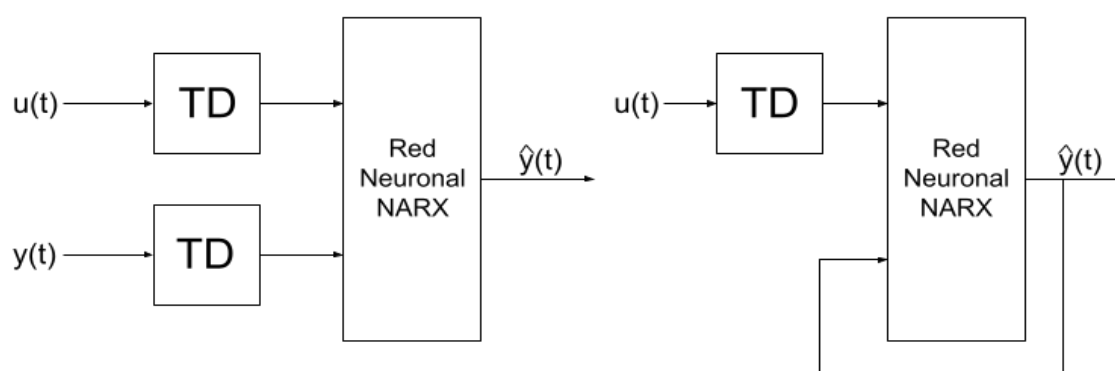 u(t)
TD
y(t)
TD
Red
Neuronal
NARX
ŷ(t)
u(t)
TD
Red
Neuronal
NARX
ŷ(t)